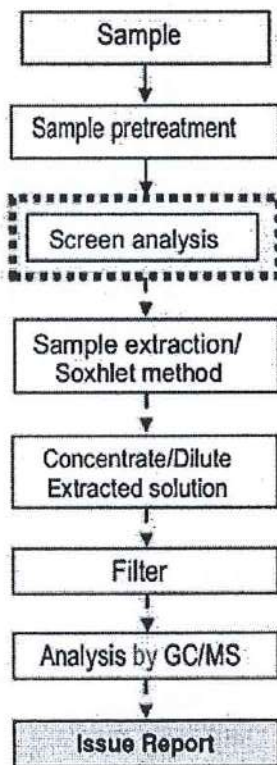 Sample
Sample pretreatment
Screen analysis
Sample extraction/
Soxhlet method
Concentrate/Dilute
Extracted solution
Filter
Analysis by GC/MS
Issue Report